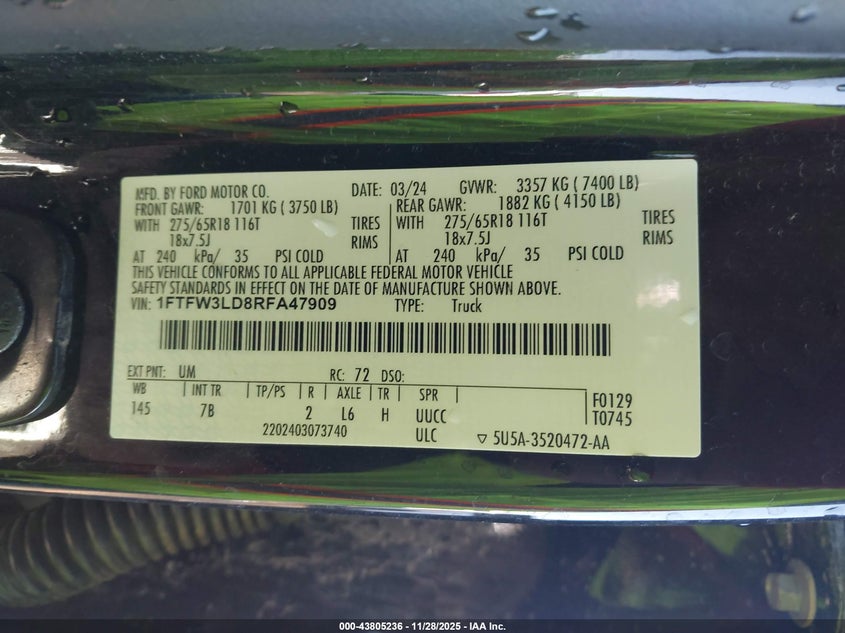 MFD. BY FORD MOTOR CO. DATE: 03/24 GVWR: 3357 KG ( 7400 LB)
FRONT GAWR: 1701 KG ( 3750 LB) REAR GAWR: 1882 KG ( 4150 LB)
WITH 275/65R18 116T TIRES WITH 275/65R18 116T TIRES
18x7.5J RIMS 18x7.5J RIMS
AT 240 kPa/ 35 PSI COLD AT 240 kPa/ 35 PSI COLD
THIS VEHICLE CONFORMS TO ALL APPLICABLE FEDERAL MOTOR VEHICLE
SAFETY STANDARDS IN EFFECT ON THE DATE OF MANUFACTURE SHOWN ABOVE.
VIN: 1FTFW3LD8RFA47909 TYPE: Truck
EXT PNT: UM RC: 72 DSO:
WB INT TR TP/PS R AXLE TR SPR F0129
145 7B 2 L6 H UUCC T0745
2202403073740 ULC ▽ 5U5A-3520472-AA
000-43805236 - 11/28/2025 - IAA Inc.